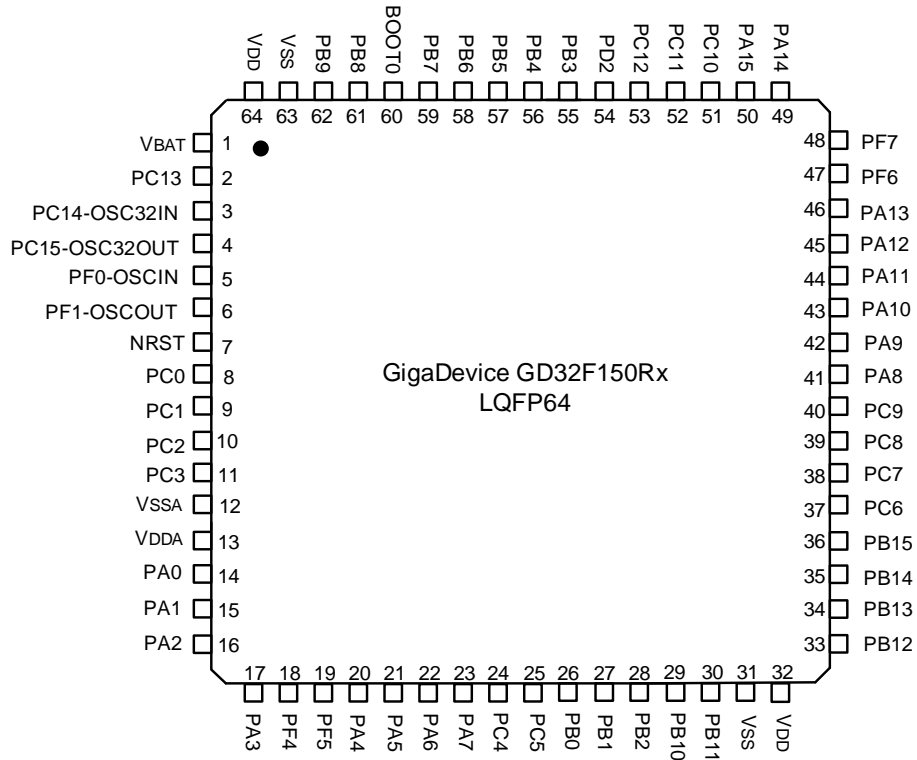 VDD VSS PB9 PB8 BOOT0 PB7 PB6 PB5 PB4 PB3 PD2 PC12 PC11 PC10 PA15 PA14
64 63 62 61 60 59 58 57 56 55 54 53 52 51 50 49
VBAT 1 48 PF7
PC13 2 47 PF6
PC14-OSC32IN 3 46 PA13
PC15-OSC32OUT 4 45 PA12
PF0-OSCIN 5 44 PA11
PF1-OSCOUT 6 43 PA10
NRST 7 42 PA9
PC0 8 41 PA8
GigaDevice GD32F150Rx
LQFP64
PC1 9 40 PC9
PC2 10 39 PC8
PC3 11 38 PC7
VSSA 12 37 PC6
VDDA 13 36 PB15
PA0 14 35 PB14
PA1 15 34 PB13
PA2 16 33 PB12
17 18 19 20 21 22 23 24 25 26 27 28 29 30 31 32
PA3 PF4 PF5 PA4 PA5 PA6 PA7 PC4 PC5 PB0 PB1 PB2 PB10 PB11 VSS VDD